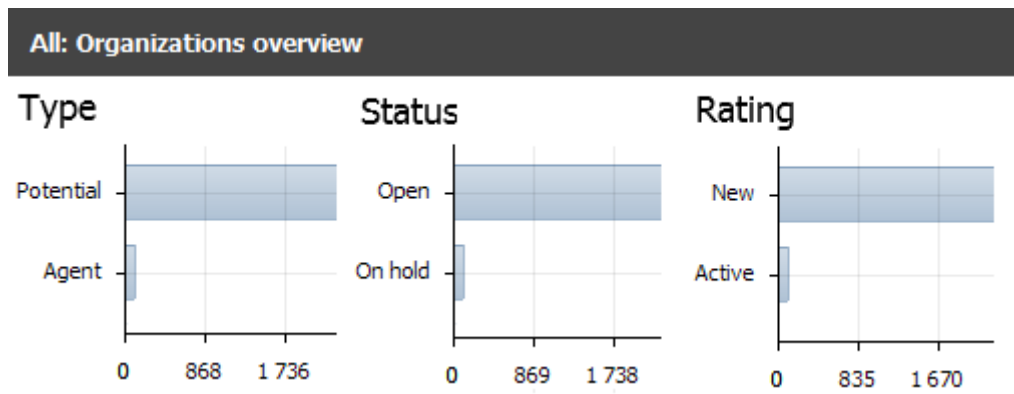 All: Organizations overview
Type
Potential
Agent
0 868 1 736
Status
Open
On hold
0 869 1 738
Rating
New
Active
0 835 1 670